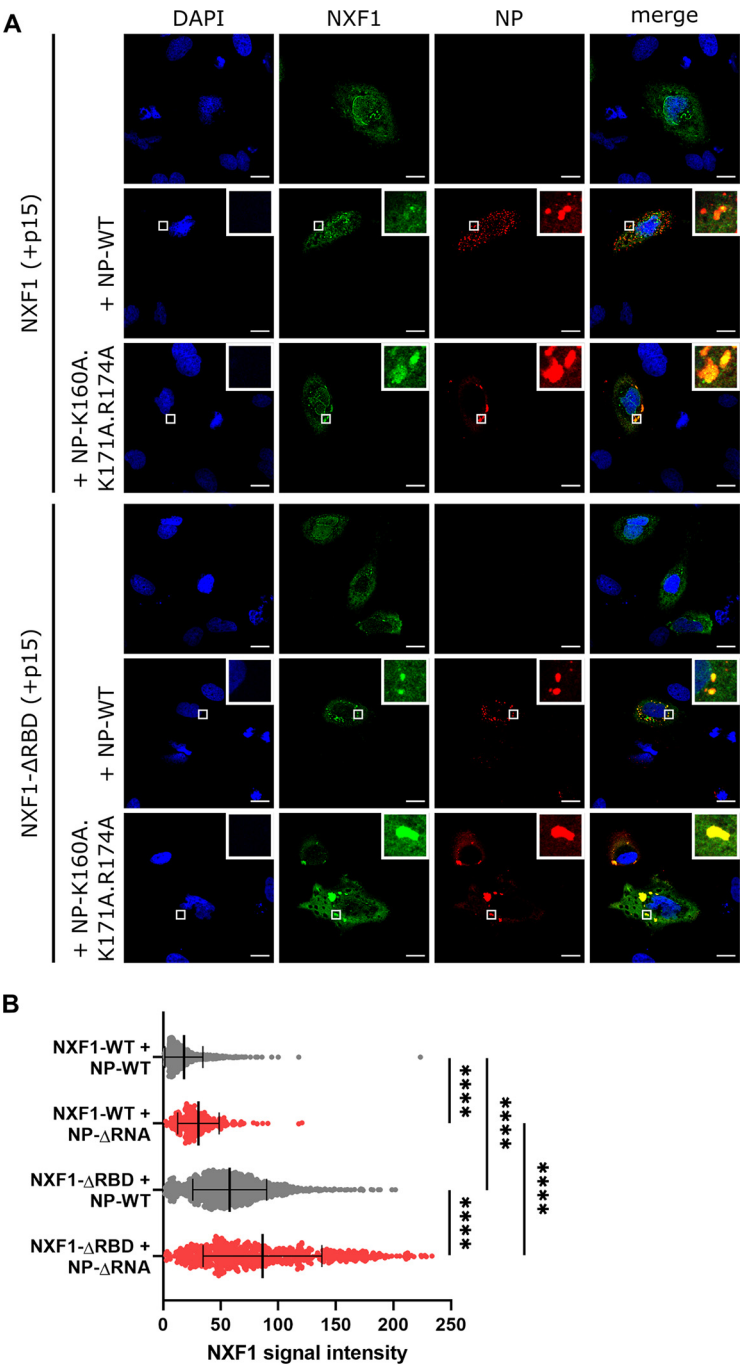 A
DAPI NXF1 NP merge
NXF1 (+p15)
+ NP-WT
+ NP-K160A.
K171A.R174A
NXF1-ΔRBD (+p15)
+ NP-WT
+ NP-K160A.
K171A.R174A
B
NXF1-WT +
NP-WT
NXF1-WT +
NP-ΔRNA
NXF1-ΔRBD +
NP-WT
NXF1-ΔRBD +
NP-ΔRNA
****
****
****
****
0 50 100 150 200 250
NXF1 signal intensity